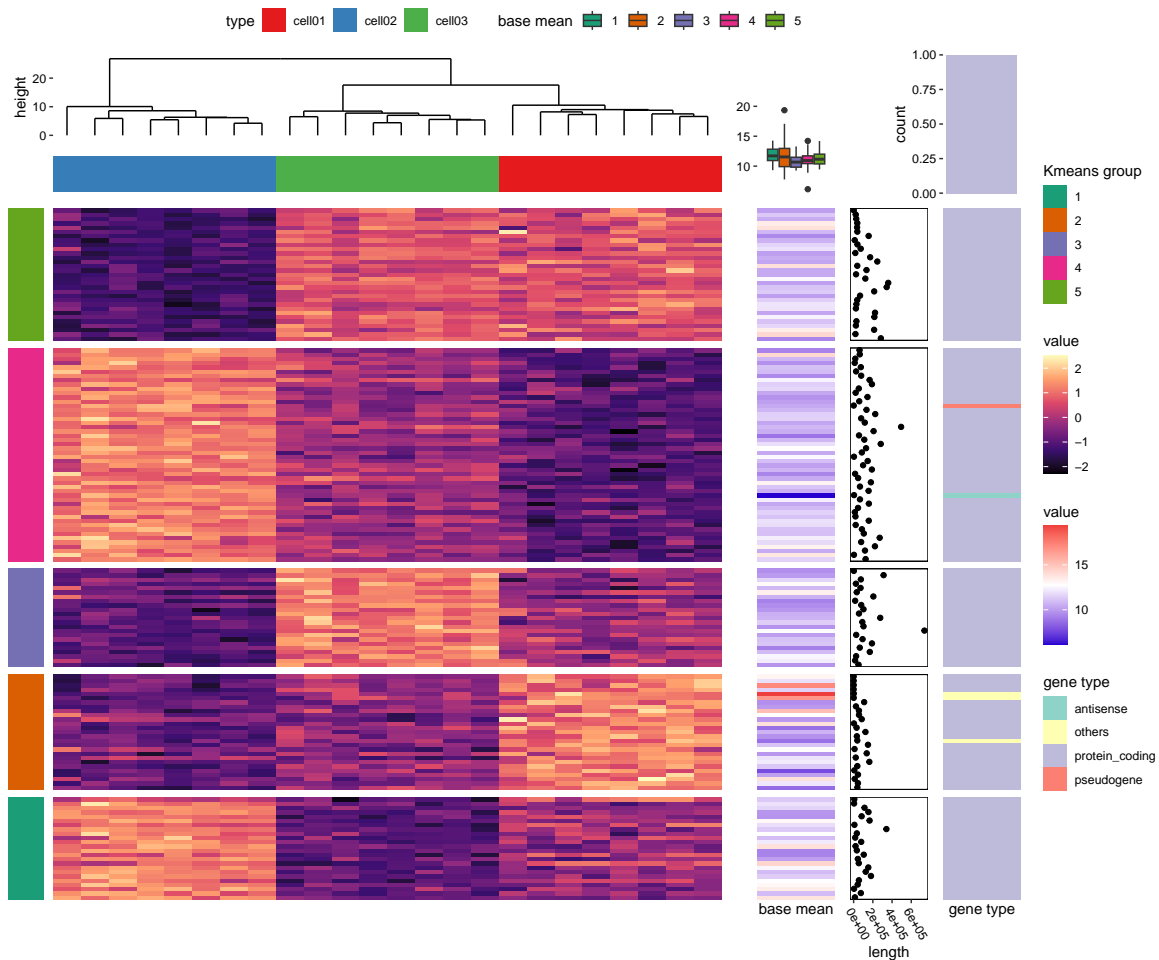 type cell01 cell02 cell03 base mean 1 2 3 4 5
height
20
10
0
20
15
10
count
1.00
0.75
0.50
0.25
0.00
Kmeans group
1
2
3
4
5
value
2
1
0
−1
−2
value
15
10
gene type
antisense
others
protein_coding
pseudogene
base mean
0e+00
2e+05
4e+05
6e+05
length
gene type